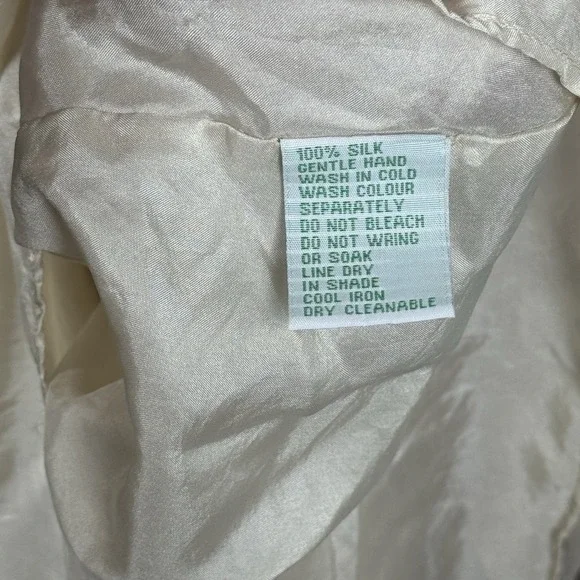 100% SILK
GENTLE HAND
WASH IN COLD
WASH COLOUR
SEPARATELY
DO NOT BLEACH
DO NOT WRING
OR SOAK
LINE DRY
IN SHADE
COOL IRON
DRY CLEANABLE